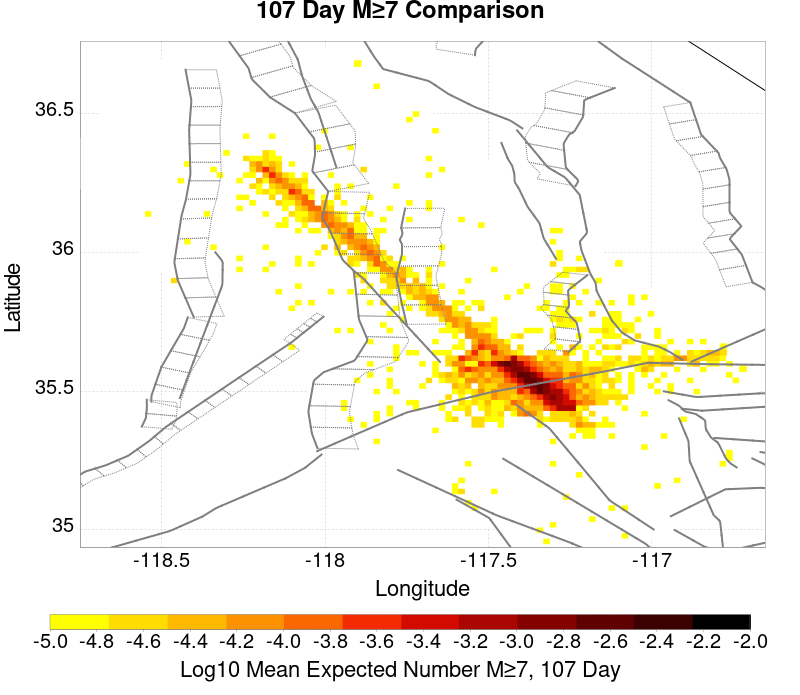 107 Day M≥7 Comparison
36.5
36
35.5
35
Latitude
-118.5 -118 -117.5 -117
Longitude
-5.0 -4.8 -4.6 -4.4 -4.2 -4.0 -3.8 -3.6 -3.4 -3.2 -3.0 -2.8 -2.6 -2.4 -2.2 -2.0
Log10 Mean Expected Number M≥7, 107 Day